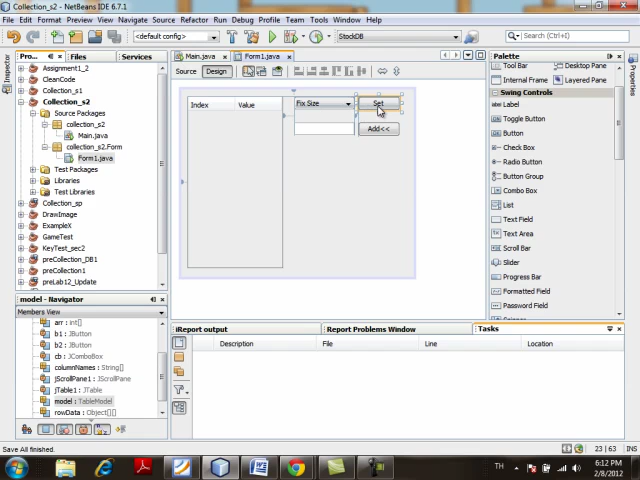 Collection_s2 - NetBeans IDE 6.7.1
File Edit View Navigate Source Refactor Run Debug Profile Team Tools Window Help
<default config>
StockDB
Search (Ctrl+I)
Pro...
Files
Services
Assignment1_2
CleanCode
Collection_s1
Collection_s2
Source Packages
collection_s2
Main.java
collection_s2.Form
Form1.java
Libraries
Test Libraries
Collection_sp
DrawImage
ExampleX
GameTest
KeyTest_sec2
preCollection_DB1
preCollection1
preLab12_Update
Inspector
model - Navigator
Members View
arr : int[]
b1 : JButton
b2 : JButton
cb : JComboBox
columnNames : String[]
jScrollPane1 : JScrollPane
jTable1 : JTable
model : TableModel
rowData : Object[][]
Main.java
Form1.java
Source
Design
Index
Value
Fix Size
Set
Add<<
Palette
Tool Bar
Desktop Pane
Internal Frame
Layered Pane
Swing Controls
Label
Toggle Button
Button
Check Box
Radio Button
Button Group
Combo Box
List
Text Field
Text Area
Scroll Bar
Slider
Progress Bar
Formatted Field
Password Field
Properties
iReport output
Report Problems Window
Tasks
Description
File
Line
Location
Save All finished.
23 | 63
INS
TH
6:12 PM
2/8/2012